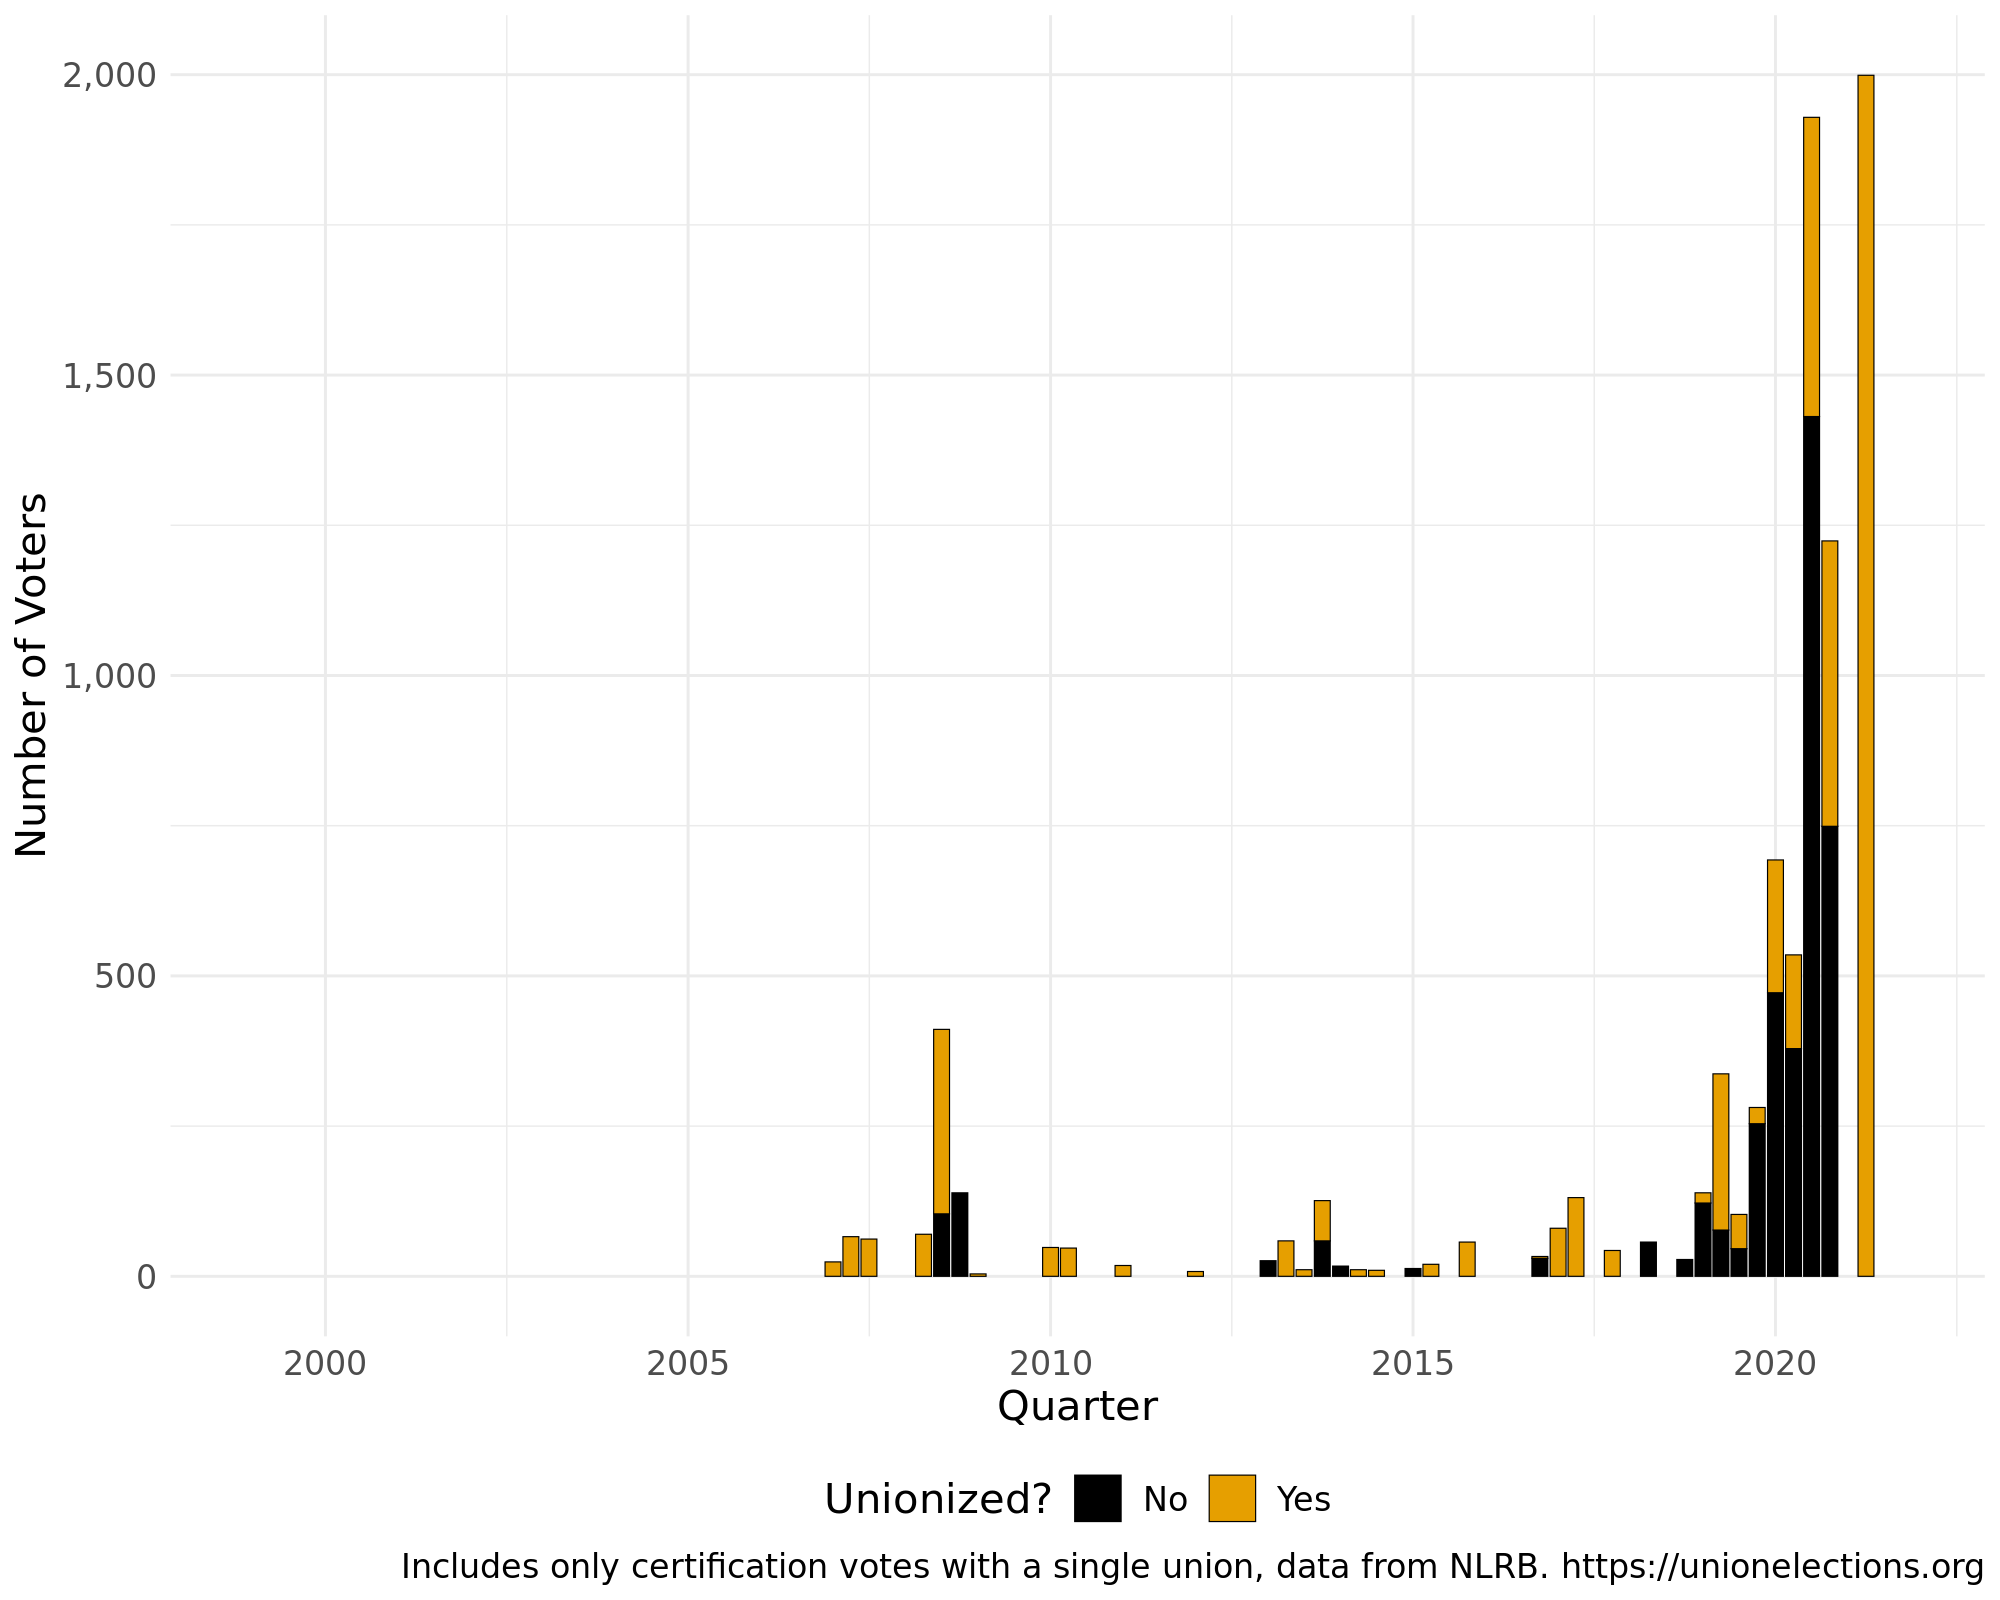 2,000
1,500
1,000
500
0
Number of Voters
2000 2005 2010 2015 2020
Quarter
Unionized? No Yes
Includes only certification votes with a single union, data from NLRB. https://unionelections.org